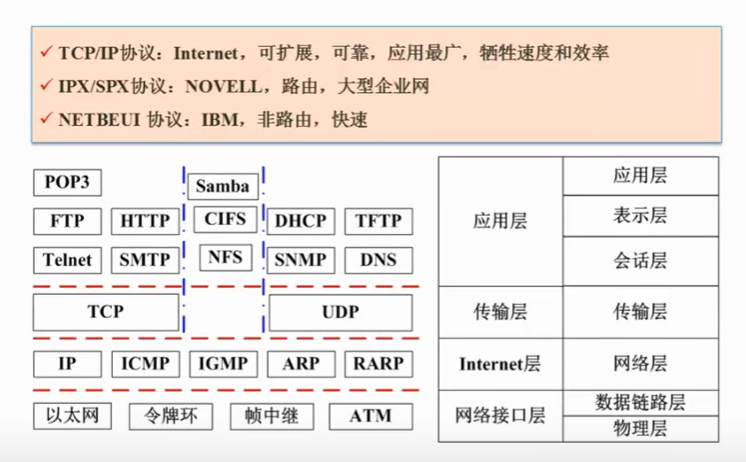 ✓ TCP/IP协议：Internet，可扩展，可靠，应用最广，牺牲速度和效率
✓ IPX/SPX协议：NOVELL，路由，大型企业网
✓ NETBEUI 协议：IBM，非路由，快速
POP3 Samba
FTP HTTP CIFS DHCP TFTP
Telnet SMTP NFS SNMP DNS
TCP UDP
IP ICMP IGMP ARP RARP
以太网 令牌环 帧中继 ATM
应用层 应用层
表示层
会话层
传输层 传输层
Internet层 网络层
网络接口层 数据链路层
物理层